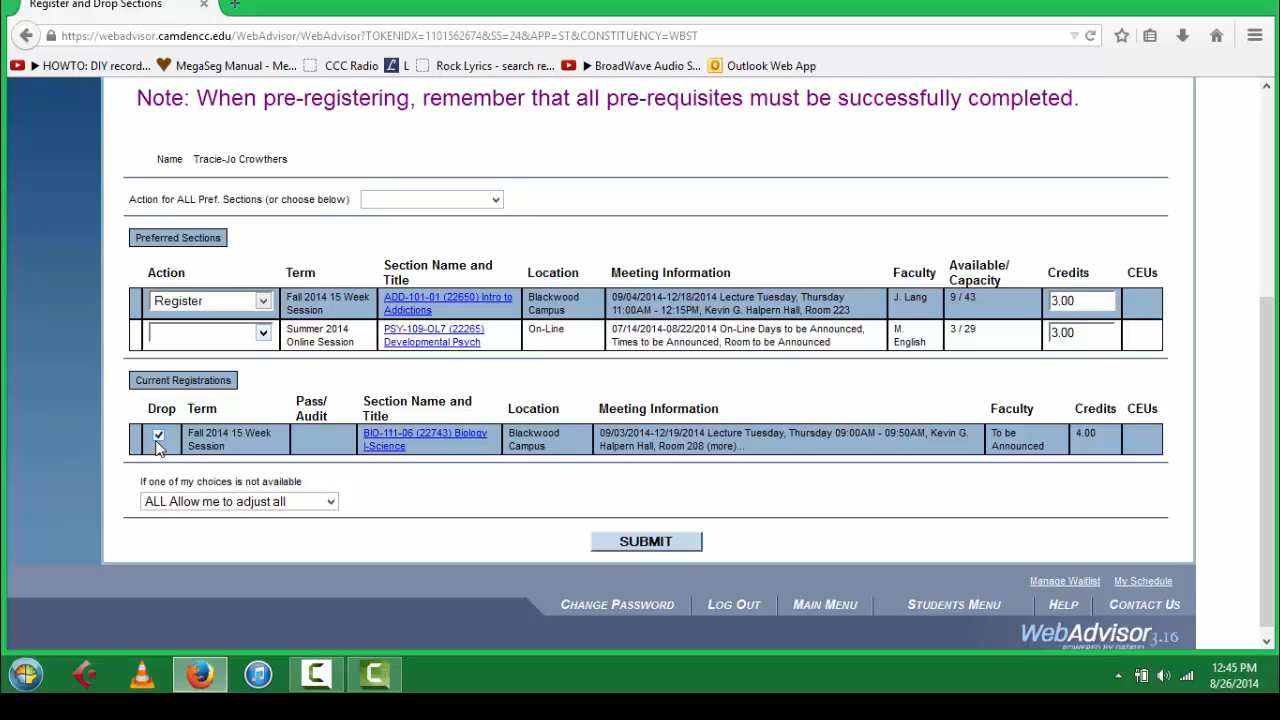 Register and Drop Sections
https://webadvisor.camdencc.edu/WebAdvisor/WebAdvisor?TOKENIDX=1101562674&SS=24&APP=ST&CONSTITUENCY=WBST
HOWTO: DIY record... MegaSeg Manual - Me... CCC Radio L Rock Lyrics - search re... BroadWave Audio S... Outlook Web App
Note: When pre-registering, remember that all pre-requisites must be successfully completed.
Name Tracie-Jo Crowthers
Action for ALL Pref. Sections (or choose below)
Preferred Sections
Action Term Section Name and Title Location Meeting Information Faculty Available/ Capacity Credits CEUs
Register Fall 2014 15 Week Session ADD-101-01 (22650) Intro to Addictions Blackwood Campus 09/04/2014-12/18/2014 Lecture Tuesday, Thursday 11:00AM - 12:15PM, Kevin G. Halpern Hall, Room 223 J. Lang 9 / 43 3.00
Summer 2014 Online Session PSY-109-OL7 (22265) Developmental Psych On-Line 07/14/2014-08/22/2014 On-Line Days to be Announced, Times to be Announced, Room to be Announced M. English 3 / 29 3.00
Current Registrations
Drop Term Pass/ Audit Section Name and Title Location Meeting Information Faculty Credits CEUs
Fall 2014 15 Week Session BIO-111-06 (22743) Biology I-Science Blackwood Campus 09/03/2014-12/19/2014 Lecture Tuesday, Thursday 09:00AM - 09:50AM, Kevin G. Halpern Hall, Room 208 (more)... To be Announced 4.00
If one of my choices is not available
ALL Allow me to adjust all
SUBMIT
Manage Waitlist My Schedule
CHANGE PASSWORD LOG OUT MAIN MENU STUDENTS MENU HELP CONTACT US
WebAdvisor 3.16
POWERED BY DATATEL
12:45 PM
8/26/2014